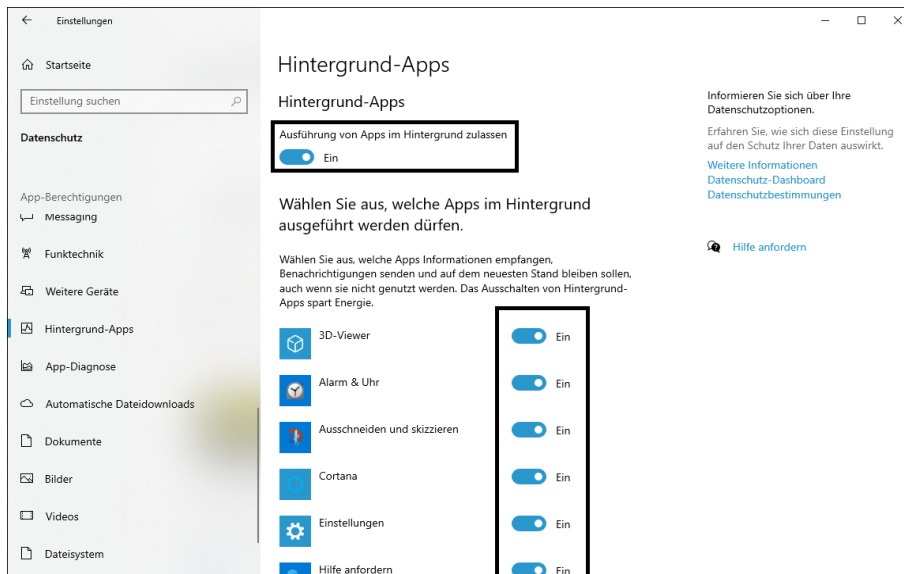 Einstellungen
Startseite
Einstellung suchen
Datenschutz
App-Berechtigungen
Messaging
Funktechnik
Weitere Geräte
Hintergrund-Apps
App-Diagnose
Automatische Dateidownloads
Dokumente
Bilder
Videos
Dateisystem
Hintergrund-Apps
Hintergrund-Apps
Ausführung von Apps im Hintergrund zulassen
Ein
Wählen Sie aus, welche Apps im Hintergrund
ausgeführt werden dürfen.
Wählen Sie aus, welche Apps Informationen empfangen,
Benachrichtigungen senden und auf dem neuesten Stand bleiben sollen,
auch wenn sie nicht genutzt werden. Das Ausschalten von Hintergrund-
Apps spart Energie.
3D-Viewer Ein
Alarm & Uhr Ein
Ausschneiden und skizzieren Ein
Cortana Ein
Einstellungen Ein
Hilfe anfordern Ein
Informieren Sie sich über Ihre
Datenschutzoptionen.
Erfahren Sie, wie sich diese Einstellung
auf den Schutz Ihrer Daten auswirkt.
Weitere Informationen
Datenschutz-Dashboard
Datenschutzbestimmungen
Hilfe anfordern